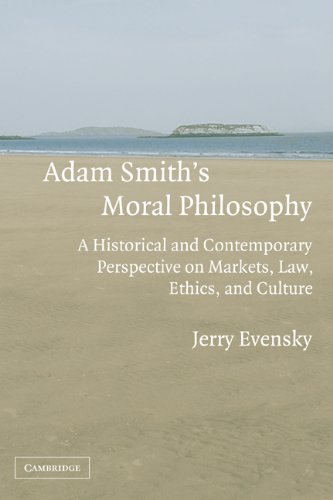 Adam Smith's
Moral Philosophy
A Historical and Contemporary
Perspective on Markets, Law,
Ethics, and Culture
Jerry Evensky
CAMBRIDGE